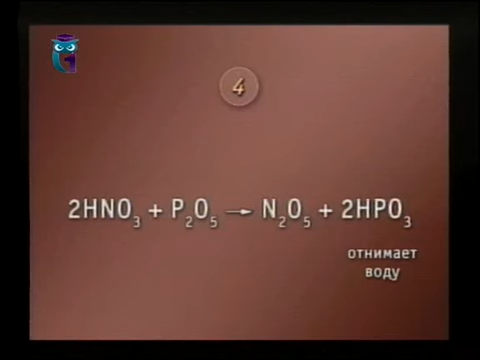 4
2HNO₃ + P₂O₅ → N₂O₅ + 2HPO₃
отнимает
воду